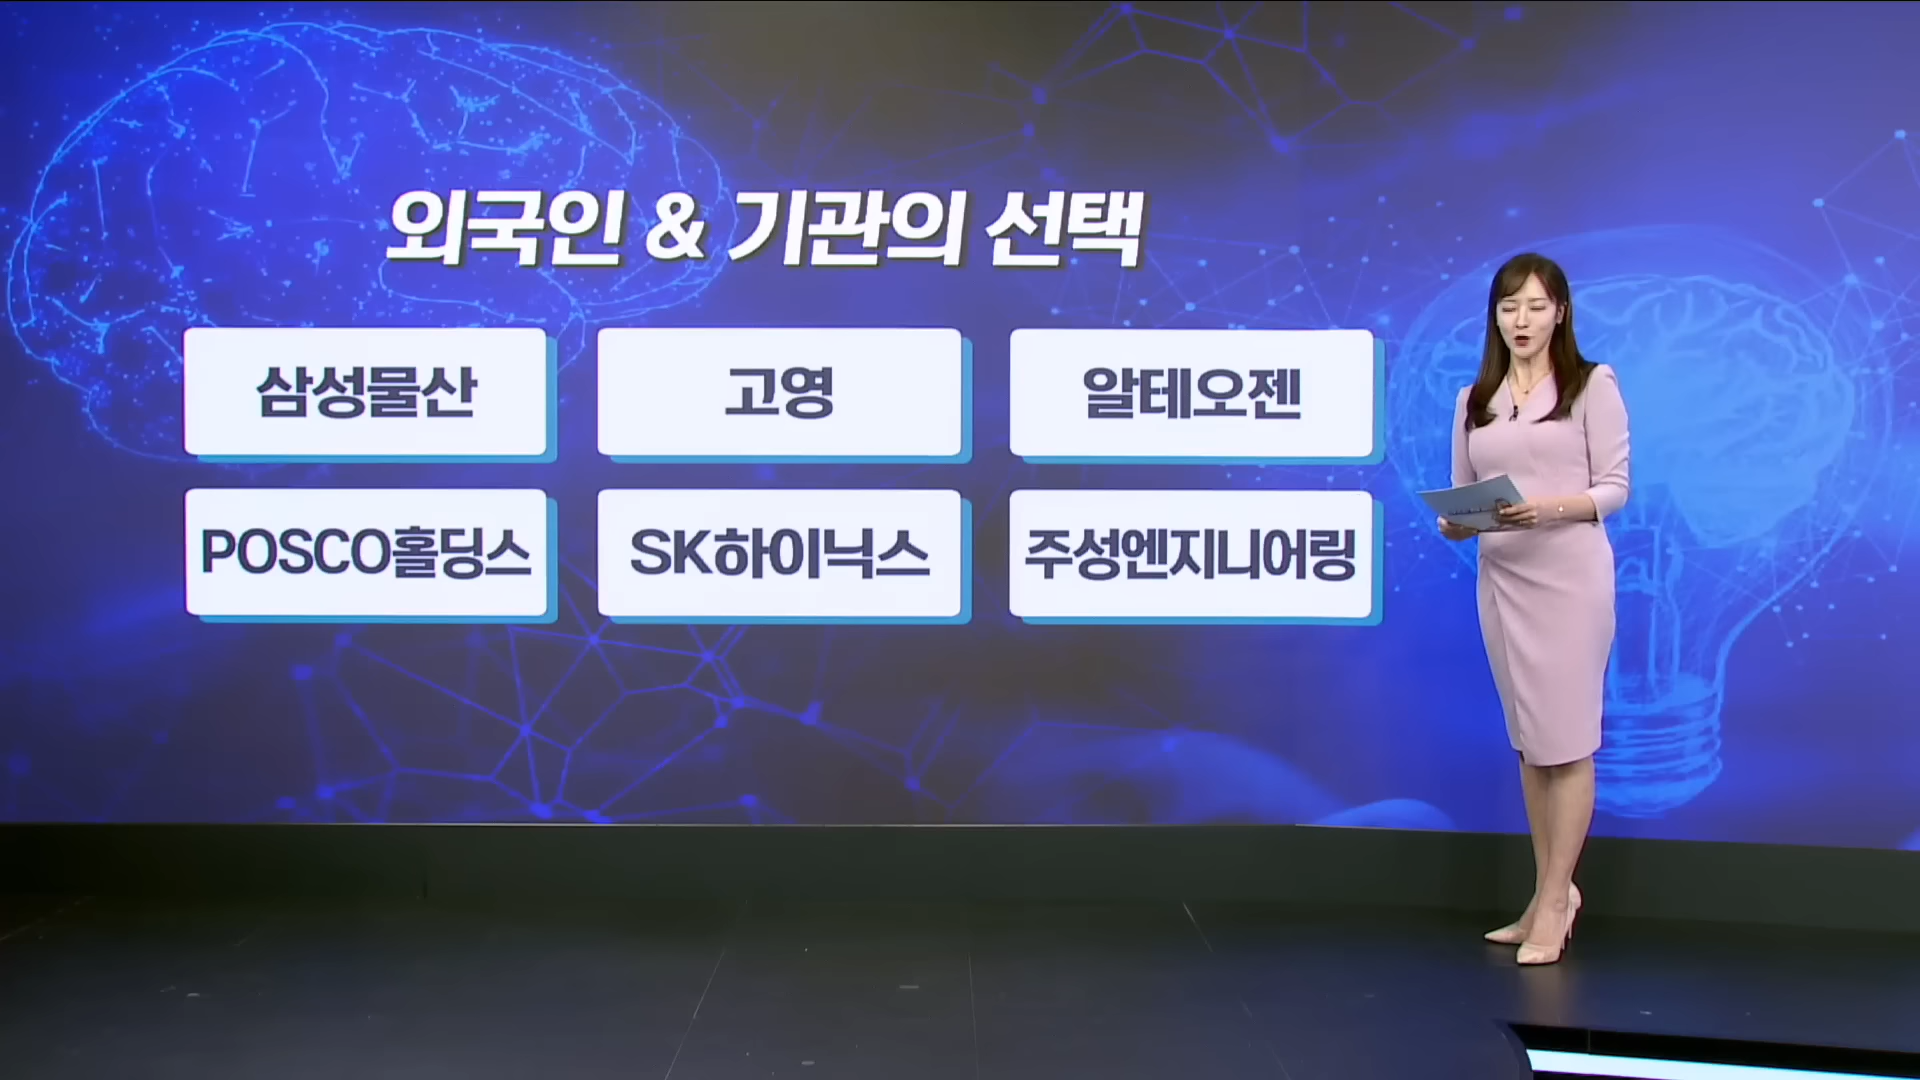 외국인 & 기관의 선택
삼성물산
고영
알테오젠
POSCO홀딩스
SK하이닉스
주성엔지니어링